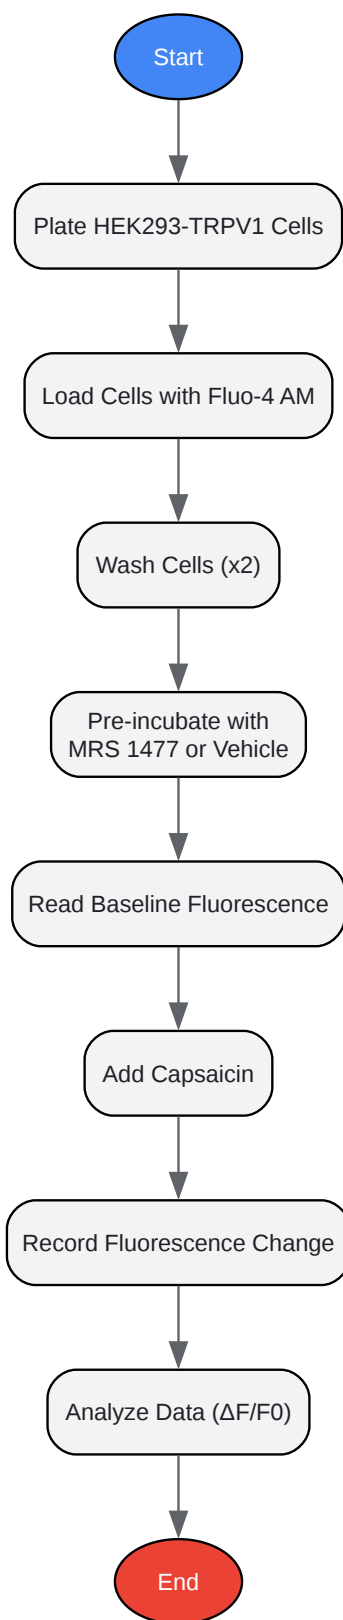 Start
Plate HEK293-TRPV1 Cells
Load Cells with Fluo-4 AM
Wash Cells (x2)
Pre-incubate with
MRS 1477 or Vehicle
Read Baseline Fluorescence
Add Capsaicin
Record Fluorescence Change
Analyze Data (ΔF/F0)
End